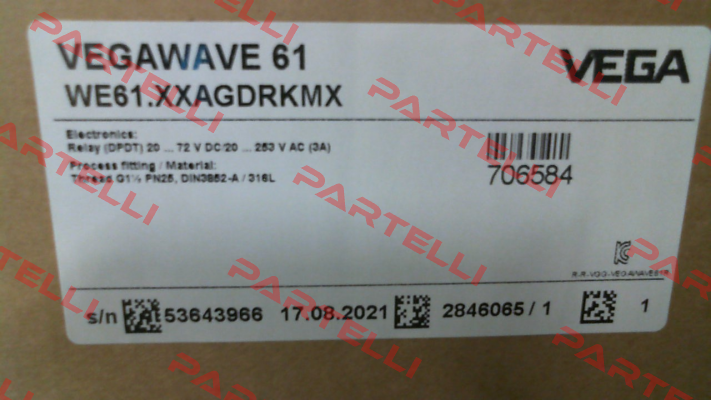 VEGAWAVE 61
VEGA
WE61.XXAGDRKMX
Electronics:
Relay (DPDT) 20 ... 72 V DC/20 ... 253 V AC (3A)
Process fitting / Material:
Thread G1½ PN25, DIN3852-A / 316L
706584
s/n 53643966 17.08.2021 2846065 / 1 1
PARTELLI
PARTELLI
PARTELLI
PARTELLI
PARTELLI
PARTELLI